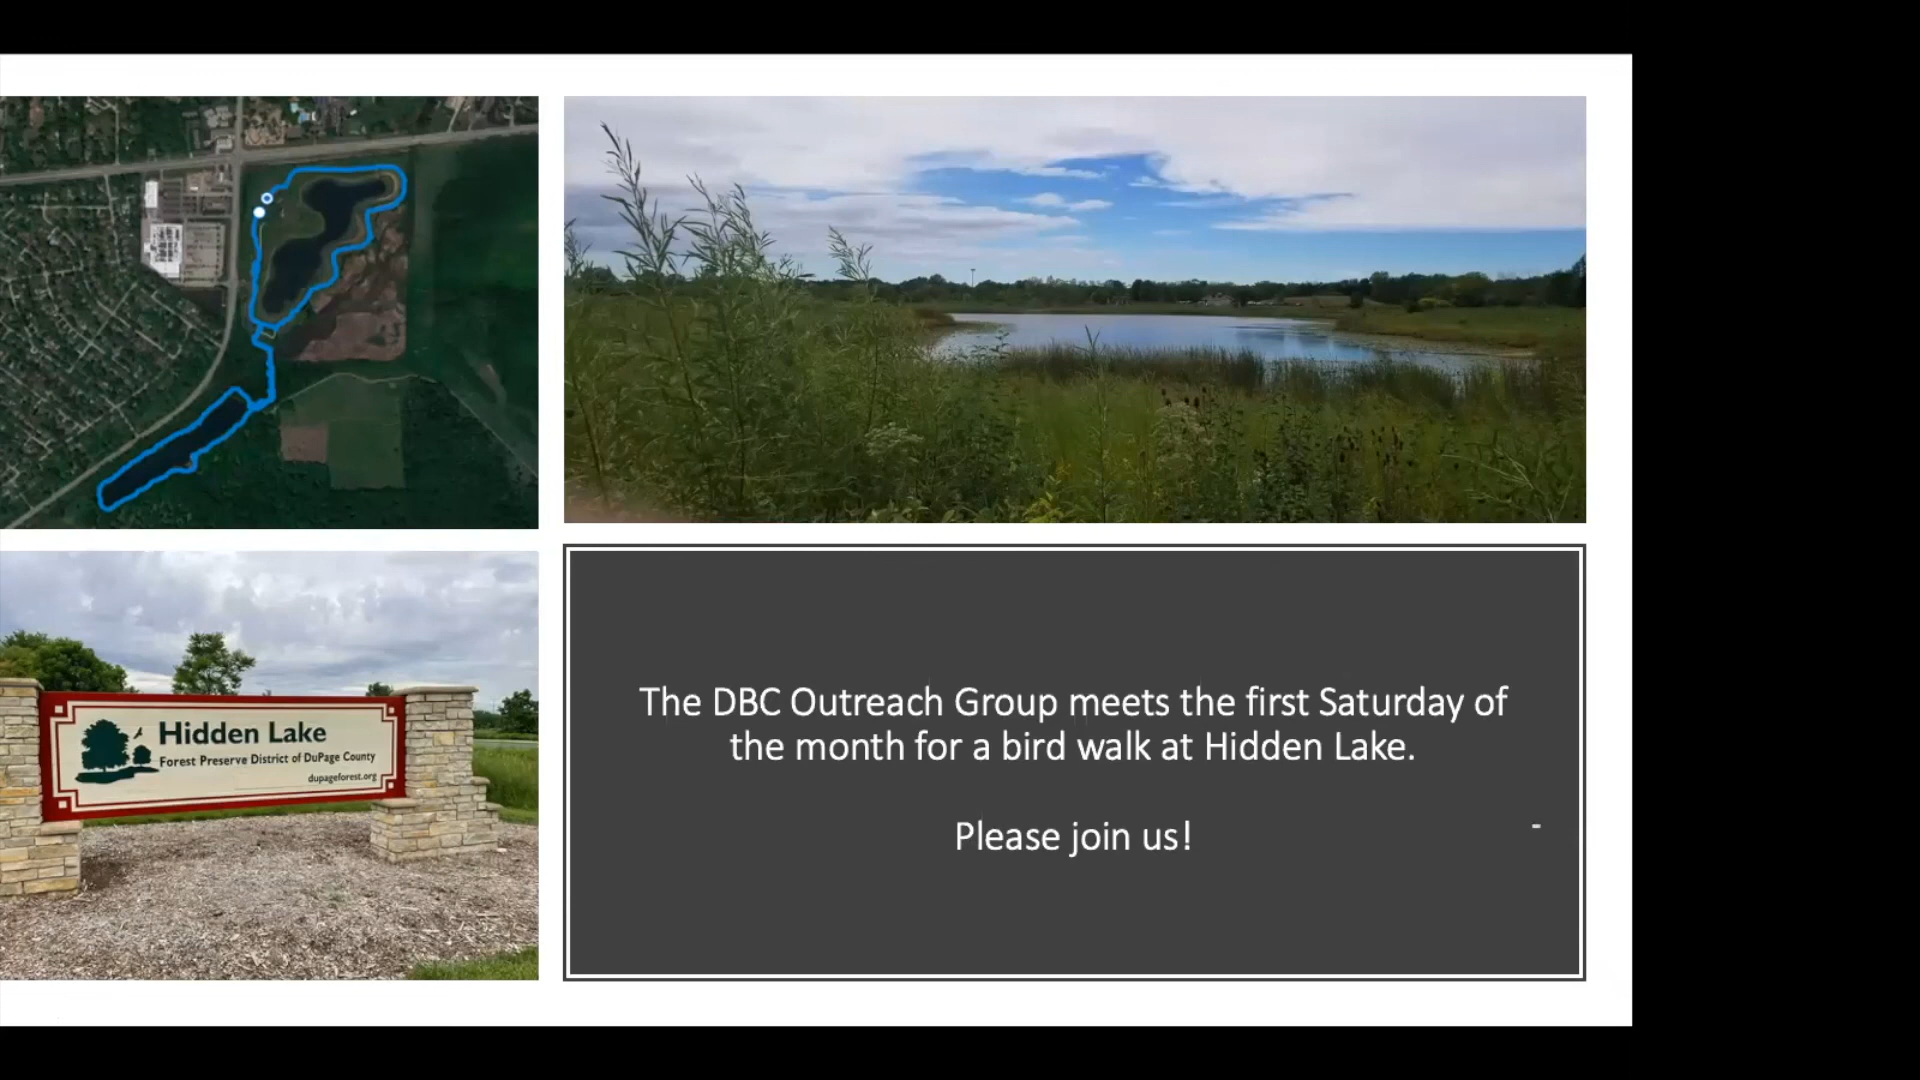 Hidden Lake
Forest Preserve District of DuPage County
dupageforest.org
The DBC Outreach Group meets the first Saturday of
the month for a bird walk at Hidden Lake.
Please join us!
-